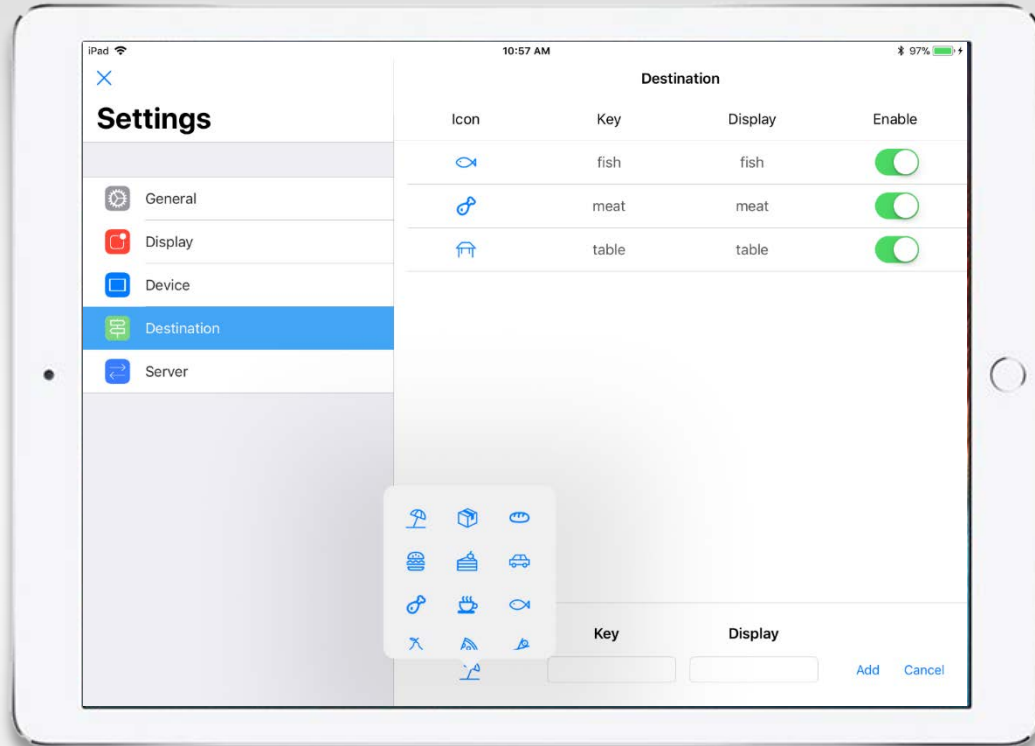 iPad 10:57 AM 97%
Destination
Settings
Icon Key Display Enable
fish fish
General
meat meat
Display
table table
Device
Destination
Server
Key Display
Add Cancel